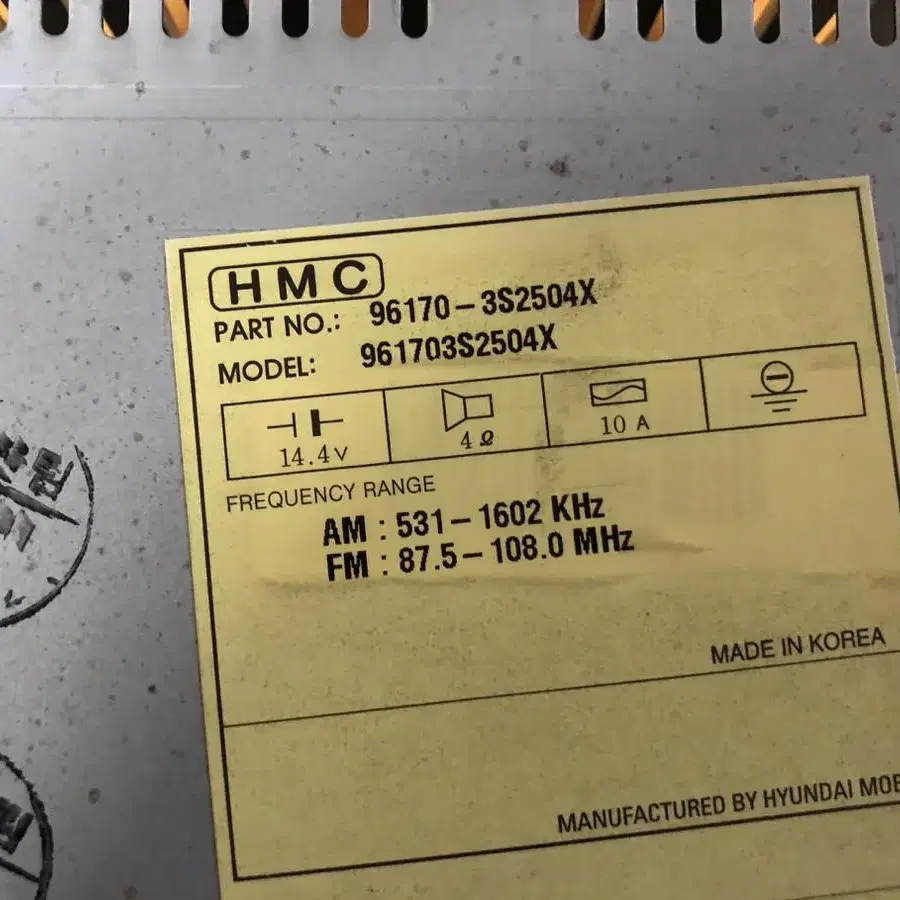 HMC
PART NO.: 96170-3S2504X
MODEL: 961703S2504X
14.4V 4Ω 10 A
FREQUENCY RANGE
AM : 531-1602 KHz
FM : 87.5-108.0 MHz
MADE IN KOREA
MANUFACTURED BY HYUNDAI